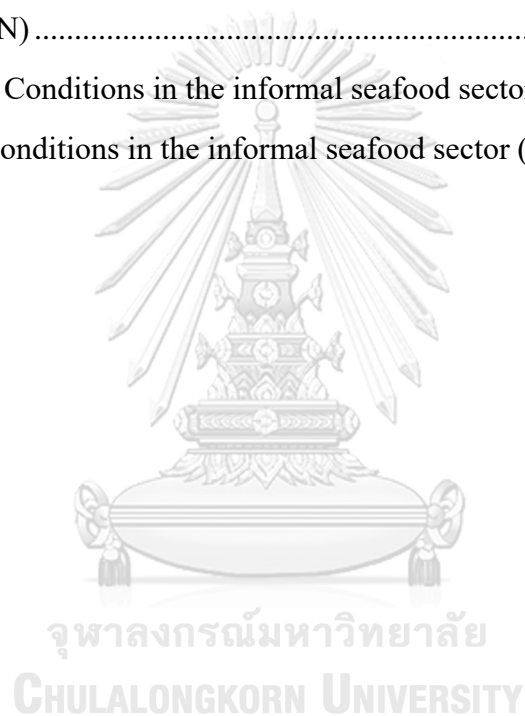 N) ........................................................
Conditions in the informal seafood sector
onditions in the informal seafood sector (
จุฬาลงกรณ์มหาวิทยาลัย
CHULALONGKORN UNIVERSITY